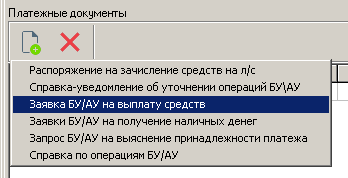 Платежные документы
Распоряжение на зачисление средств на л/с
Справка-уведомление об уточнении операций БУ\АУ
Заявка БУ/АУ на выплату средств
Заявки БУ/АУ на получение наличных денег
Запрос БУ/АУ на выяснение принадлежности платежа
Справка по операциям БУ/АУ